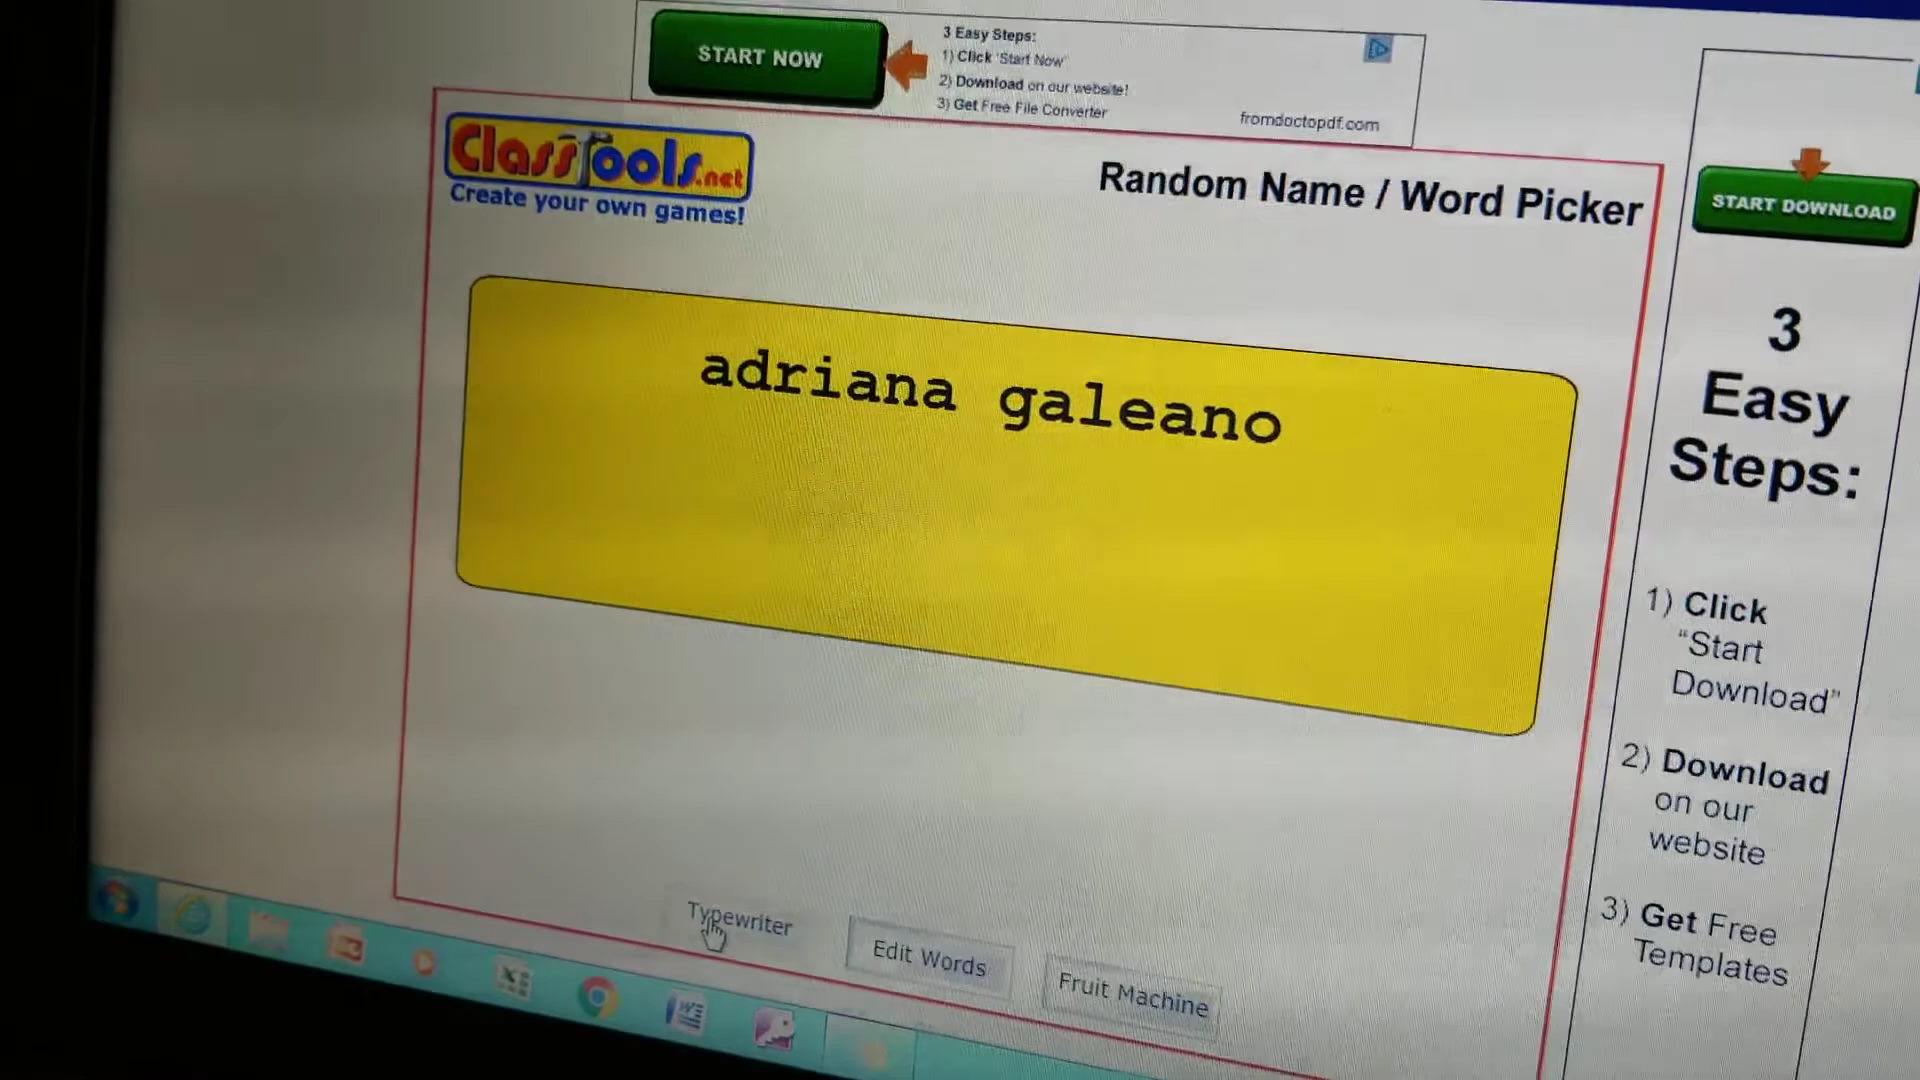 START NOW
3 Easy Steps:
1) Click 'Start Now'
2) Download on our website!
3) Get Free File Converter
fromdoctopdf.com
ClassTools.net
Create your own games!
Random Name / Word Picker
adriana galeano
Typewriter
Edit Words
Fruit Machine
START DOWNLOAD
3
Easy
Steps:
1) Click
“Start
Download”
2) Download
on our
website
3) Get Free
Templates